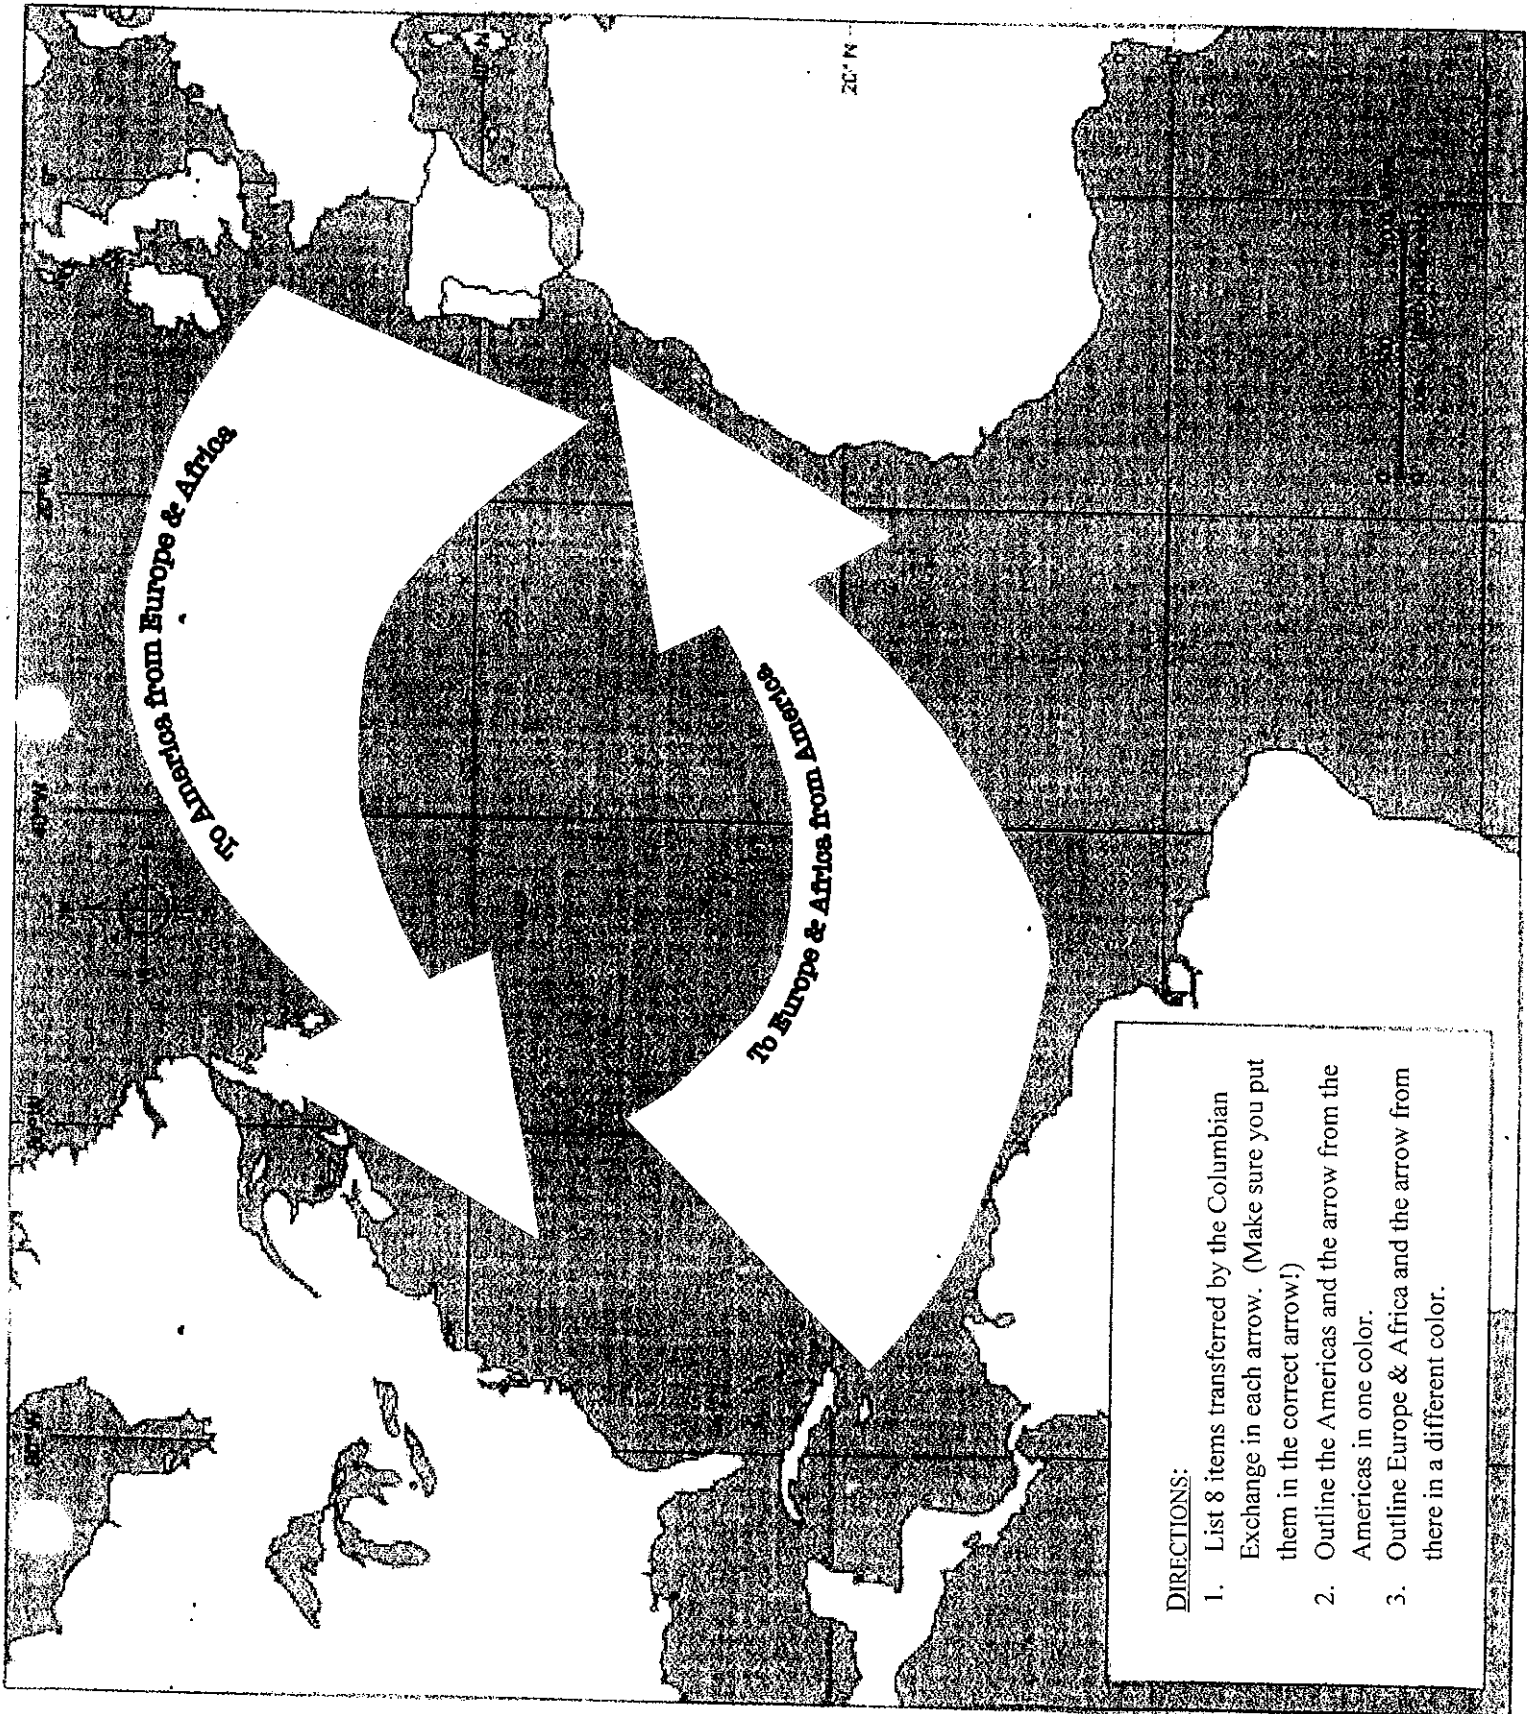 To America from Europe & Africa
To Europe & Africa from America
20° N
DIRECTIONS:
1. List 8 items transferred by the Columbian
Exchange in each arrow. (Make sure you put
them in the correct arrow!)
2. Outline the Americas and the arrow from the
Americas in one color.
3. Outline Europe & Africa and the arrow from
there in a different color.